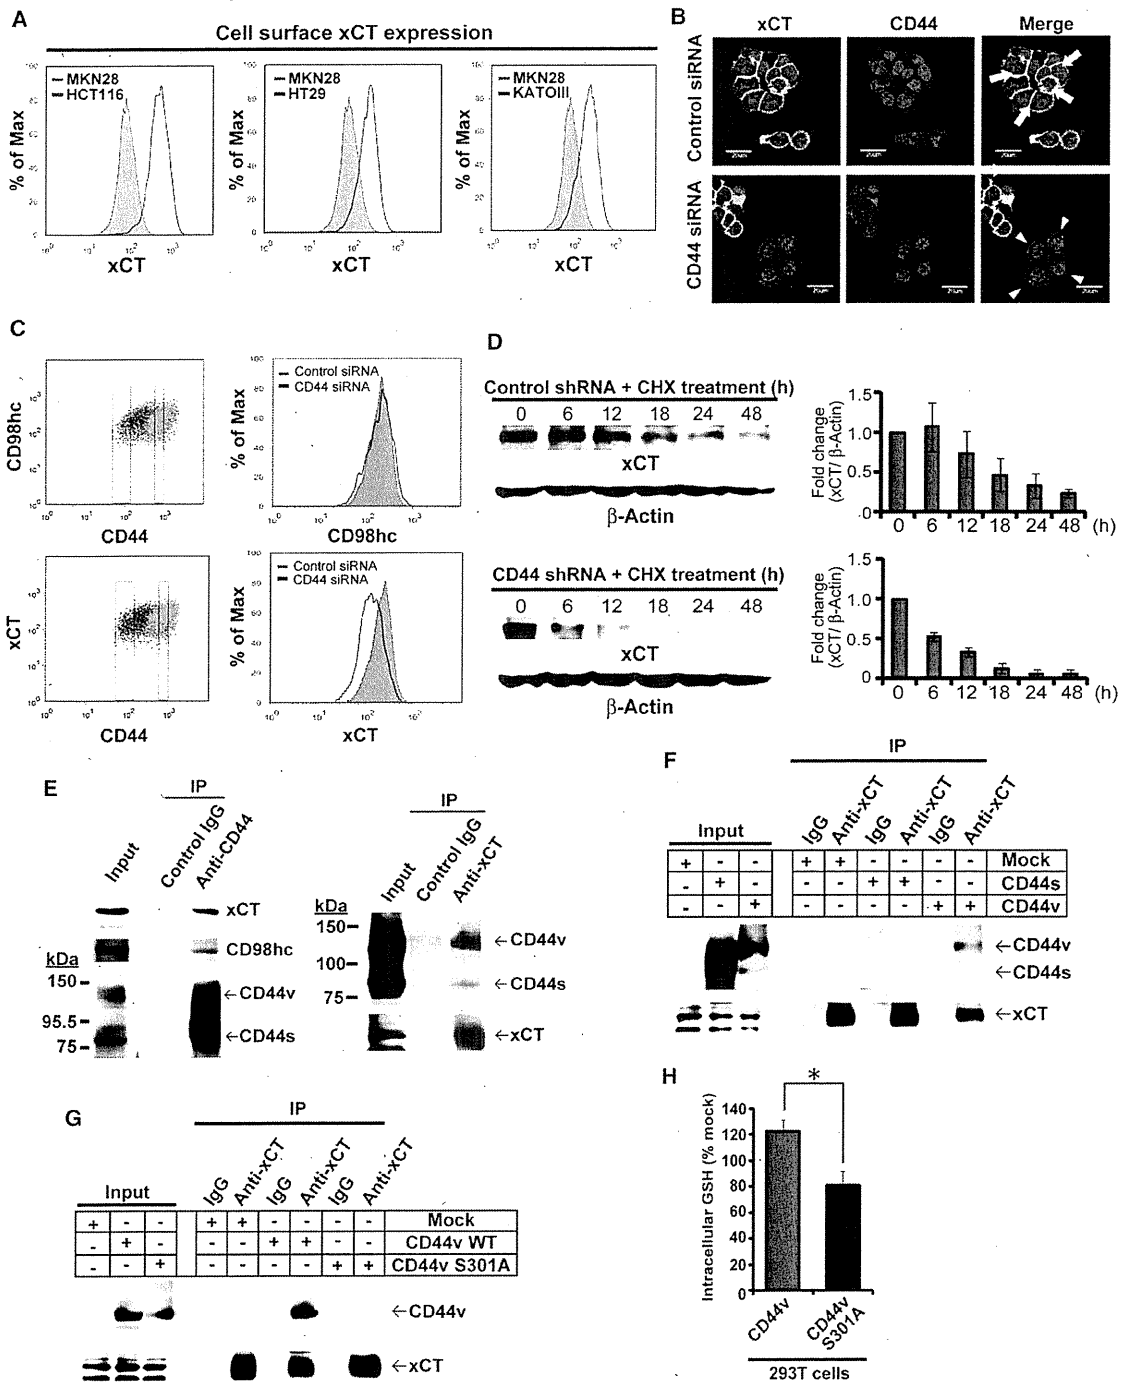 A
Cell surface xCT expression
MKN28
HCT116
MKN28
HT29
MKN28
KATOIII
% of Max
% of Max
% of Max
xCT
xCT
xCT
B
xCT
CD44
Merge
Control siRNA
CD44 siRNA
C
CD98hc
CD44
% of Max
Control siRNA
CD44 siRNA
CD98hc
xCT
CD44
% of Max
Control siRNA
CD44 siRNA
xCT
D
Control shRNA + CHX treatment (h)
0 6 12 18 24 48
xCT
β-Actin
Fold change
(xCT/ β-Actin)
1.5
1.0
0.5
.0
0 6 12 18 24 48 (h)
CD44 shRNA + CHX treatment (h)
0 6 12 18 24 48
xCT
β-Actin
Fold change
(xCT/ β-Actin)
1.5
1.0
0.5
0
0 6 12 18 24 48 (h)
E
IP
Input
Control IgG
Anti-CD44
xCT
CD98hc
kDa
150
←CD44v
95.5
←CD44s
75
IP
Input
Control IgG
Anti-xCT
kDa
150
←CD44v
100
←CD44s
75
←xCT
F
IP
Input
IgG
Anti-xCT
IgG
Anti-xCT
IgG
Anti-xCT
+ - - + + - - - - Mock
- + - - - + + - - CD44s
- - + - - - - + + CD44v
←CD44v
←CD44s
←xCT
G
IP
Input
IgG
Anti-xCT
IgG
Anti-xCT
IgG
Anti-xCT
+ - - + + - - - - Mock
- + - - - + + - - CD44v WT
- - + - - - - + + CD44v S301A
←CD44v
←xCT
H
*
Intracellular GSH (% mock)
140
120
100
80
60
40
20
0
CD44v
CD44v
S301A
293T cells